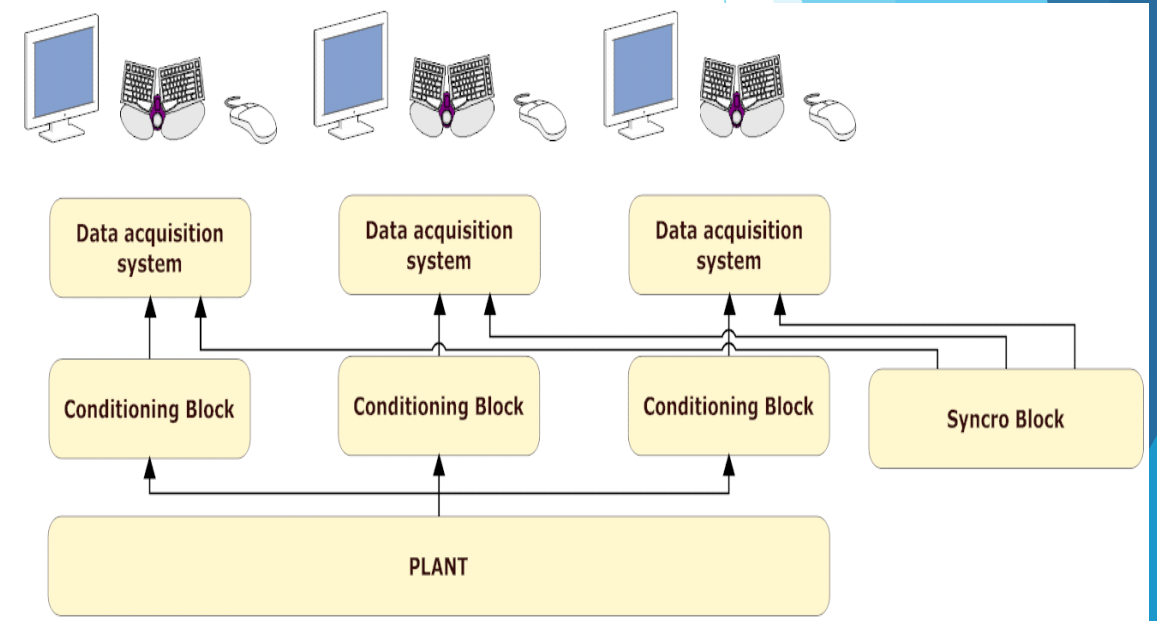 Data acquisition
system
Data acquisition
system
Data acquisition
system
Conditioning Block
Conditioning Block
Conditioning Block
Syncro Block
PLANT